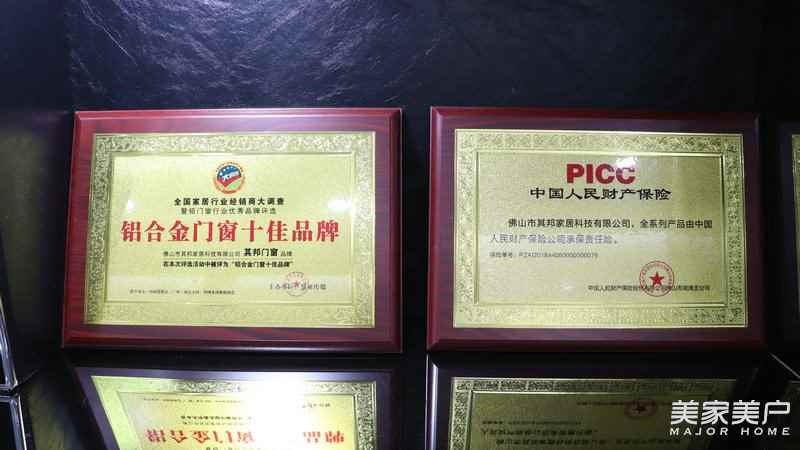 全国家居行业经销商大调查
暨铝门窗行业优秀品牌评选
铝合金门窗十佳品牌
佛山市其邦家居科技有限公司 其邦门窗 品牌
在本次评选活动中被评为“铝合金门窗十佳品牌”
PICC
中国人民财产保险
佛山市其邦家居科技有限公司，全系列产品由中国
人民财产保险公司承保责任险。
保险单号：
美家美户
MAJOR HOME